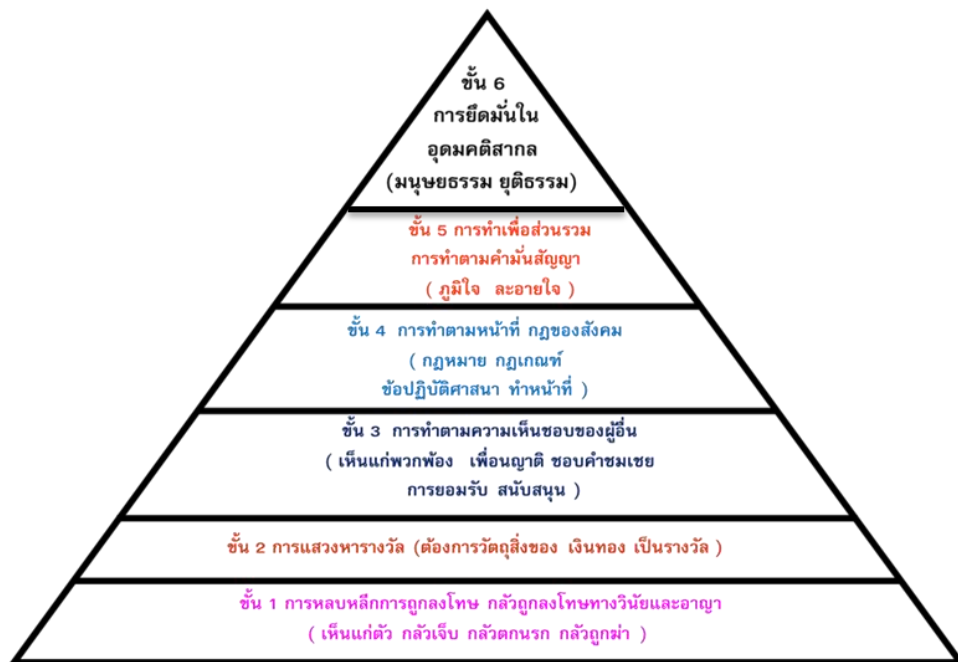 ขั้น 6
การยึดมั่นใน
อุดมคติสากล
(มนุษยธรรม ยุติธรรม)
ขั้น 5 การทำเพื่อส่วนรวม
การทำตามคำมั่นสัญญา
( ภูมิใจ ละอายใจ )
ขั้น 4 การทำตามหน้าที่ กฎของสังคม
( กฎหมาย กฎเกณฑ์
ข้อปฏิบัติศาสนา ทำหน้าที่ )
ขั้น 3 การทำตามความเห็นชอบของผู้อื่น
( เห็นแก่พวกพ้อง เพื่อนญาติ ชอบคำชมเชย
การยอมรับ สนับสนุน )
ขั้น 2 การแสวงหารางวัล (ต้องการวัตถุสิ่งของ เงินทอง เป็นรางวัล )
ขั้น 1 การหลบหลีกการถูกลงโทษ กลัวถูกลงโทษทางวินัยและอาญา
( เห็นแก่ตัว กลัวเจ็บ กลัวตกนรก กลัวถูกฆ่า )